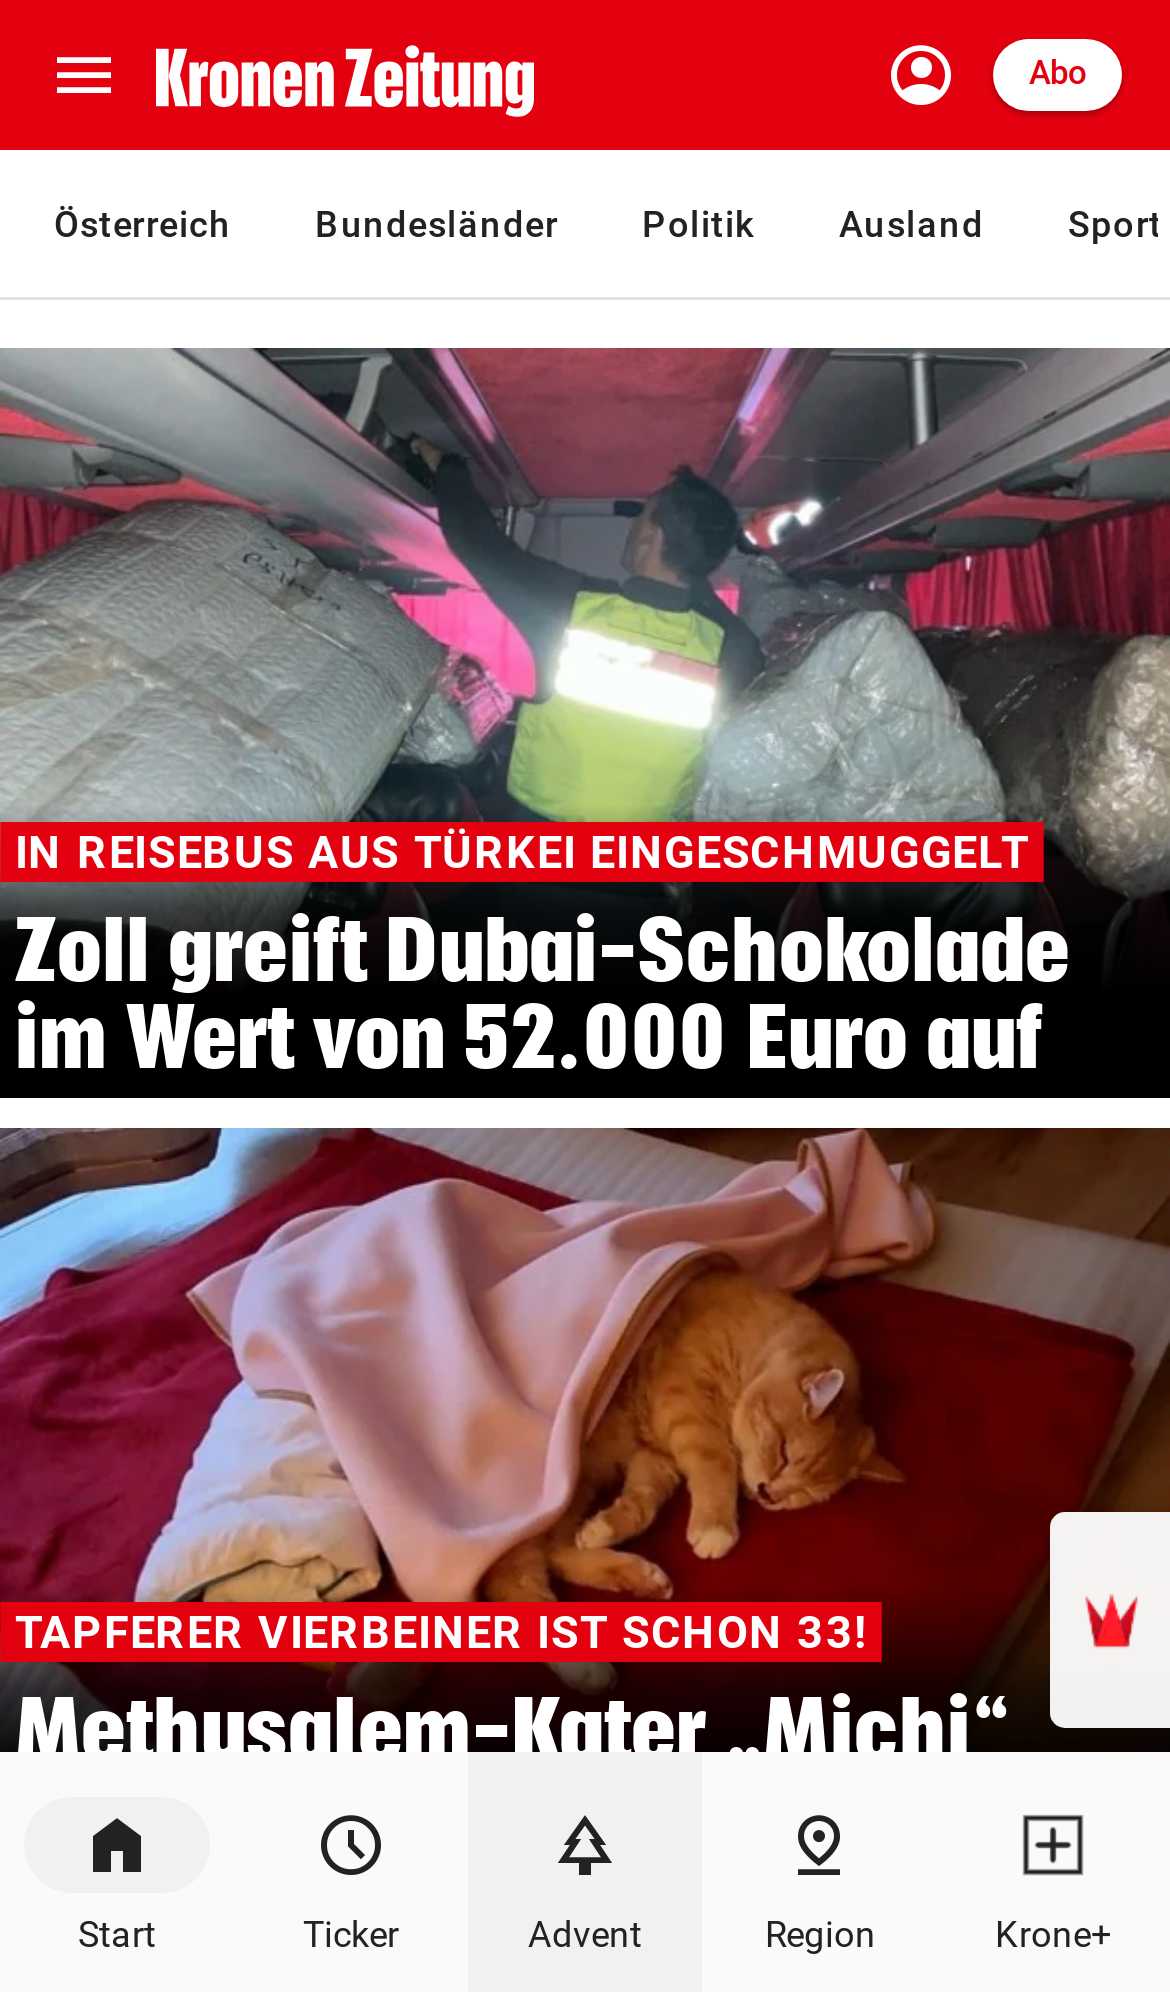 Kronen Zeitung
Abo
Österreich Bundesländer Politik Ausland Sport
IN REISEBUS AUS TÜRKEI EINGESCHMUGGELT
Zoll greift Dubai-Schokolade
im Wert von 52.000 Euro auf
TAPFERER VIERBEINER IST SCHON 33!
Methusalem-Kater „Michi“
Start Ticker Advent Region Krone+